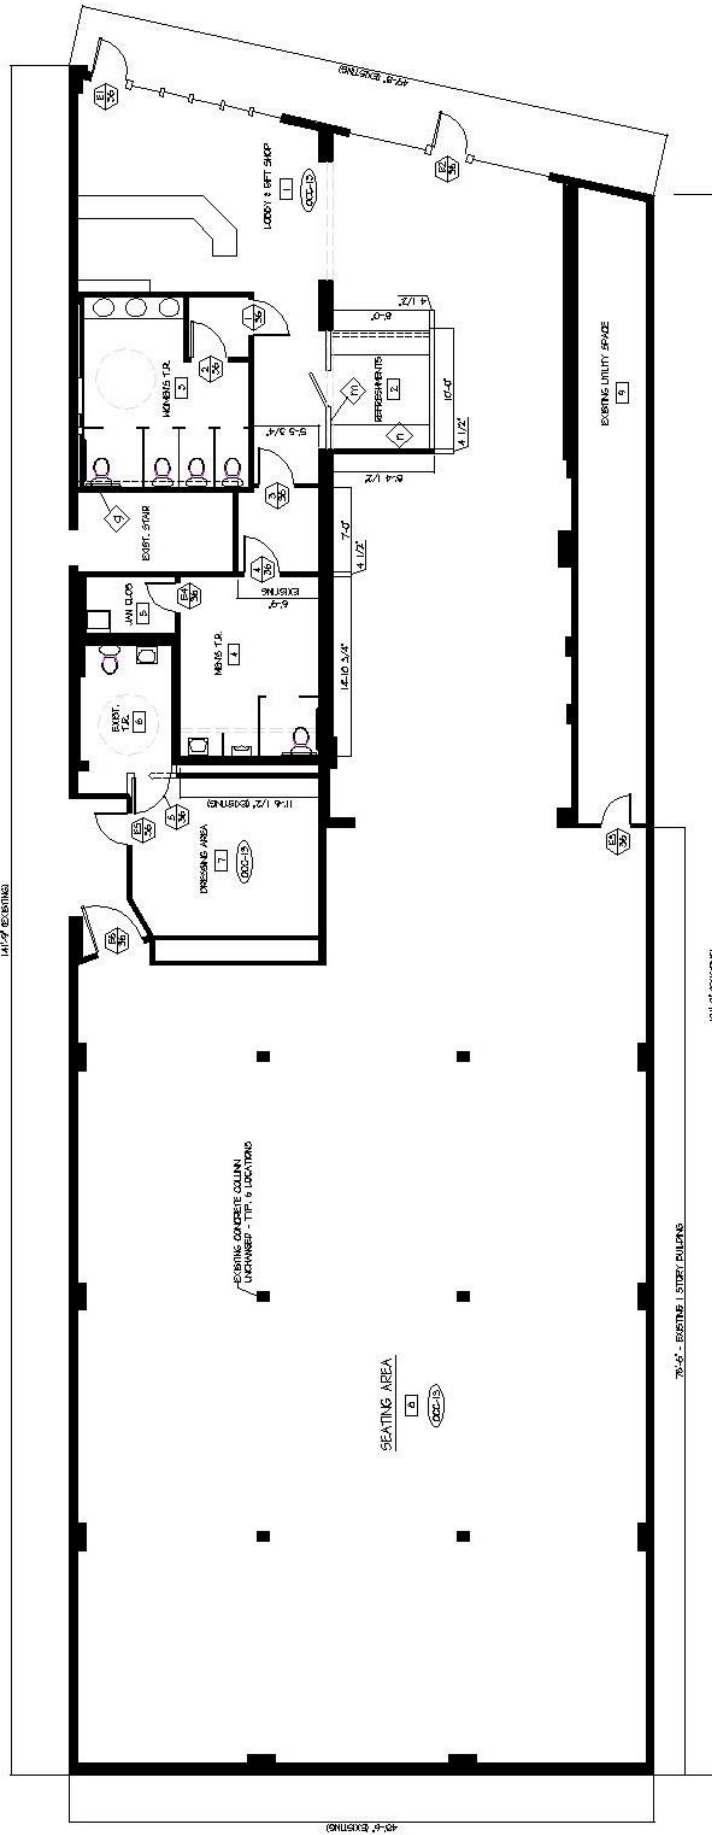 47'-8" (EXISTING)
E1
36
E2
36
LOBBY & GIFT SHOP
1
OCC-13
1
36
2
36
WOMENS T.R.
3
4 1/2"
8'-0"
REFRESHMENTS
2
10'-0"
4 1/2"
m
n
5'-5 3/4"
8'-4 1/2"
EXISTING UTILITY SPACE
9
q
EXIST. STAIR
3
36
4
36
7'-0"
4 1/2"
6'-9"
EXISTING
JAN CLOS
5
E4
36
MENS T.R.
4
14'-10 3/4"
EXIST.
T.R.
6
E5
36
5
36
11'-6 1/2" (EXISTING)
DRESSING AREA
7
OCC-13
E3
36
E6
36
141'-9" (EXISTING)
EXISTING CONCRETE COLUMN
UNCHANGED - TYP. 6 LOCATIONS
SEATING AREA
8
OCC-13
78'-6" - EXISTING 1 STORY BUILDING
48'-6" (EXISTING)